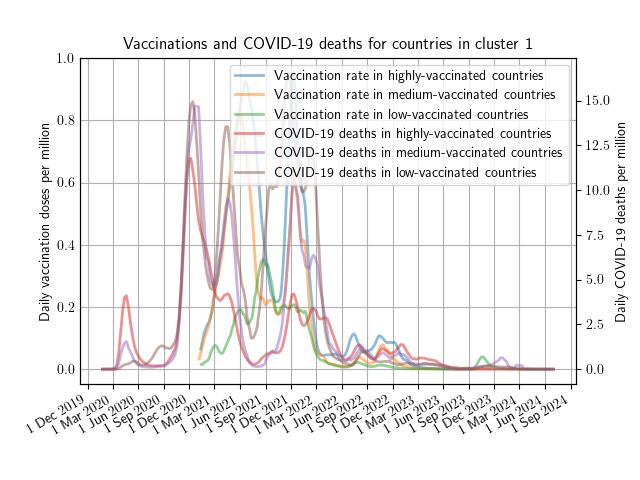 Vaccinations and COVID-19 deaths for countries in cluster 1
Vaccination rate in highly-vaccinated countries
Vaccination rate in medium-vaccinated countries
Vaccination rate in low-vaccinated countries
COVID-19 deaths in highly-vaccinated countries
COVID-19 deaths in medium-vaccinated countries
COVID-19 deaths in low-vaccinated countries
Daily vaccination doses per million
1.0
0.8
0.6
0.4
0.2
0.0
Daily COVID-19 deaths per million
15.0
12.5
10.0
7.5
5.0
2.5
0.0
1 Dec 2019
1 Mar 2020
1 Jun 2020
1 Sep 2020
1 Dec 2020
1 Mar 2021
1 Jun 2021
1 Sep 2021
1 Dec 2021
1 Mar 2022
1 Jun 2022
1 Sep 2022
1 Dec 2022
1 Mar 2023
1 Jun 2023
1 Sep 2023
1 Dec 2023
1 Mar 2024
1 Jun 2024
1 Sep 2024